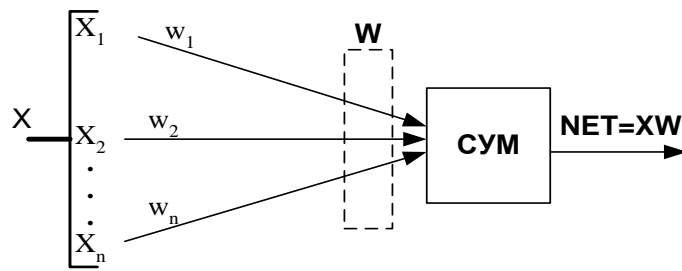 X₁
w₁
W
X
X₂
w₂
СУМ
NET=XW
.
.
.
wₙ
Xₙ